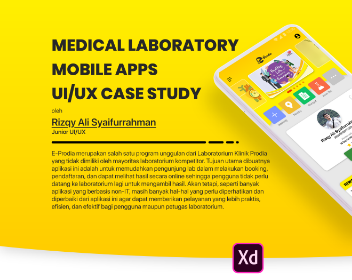 MEDICAL LABORATORY
MOBILE APPS
UI/UX CASE STUDY
oleh
Rizqy Ali Syaifurrahman
Junior UI/UX
E-Prodia merupakan salah satu program unggulan dari Laboratorium Klinik Prodia
yang tidak dimiliki oleh mayoritas laboratorium kompetitor. Tujuan utama dibuatnya
aplikasi ini adalah untuk memudahkan pengunjung lab dalam melakukan booking,
pendaftaran, dan dapat melihat hasil secara online sehingga pengguna tidak perlu
datang ke laboratorium lagi untuk mengambil hasil. Akan tetapi, seperti banyak
aplikasi yang berbasis non-IT, masih banyak hal-hal yang perlu diperhatikan dan
diperbaiki dari aplikasi ini agar dapat memberikan pelayanan yang lebih praktis,
efisien, dan efektif bagi pengguna maupun petugas laboratorium.
Xd